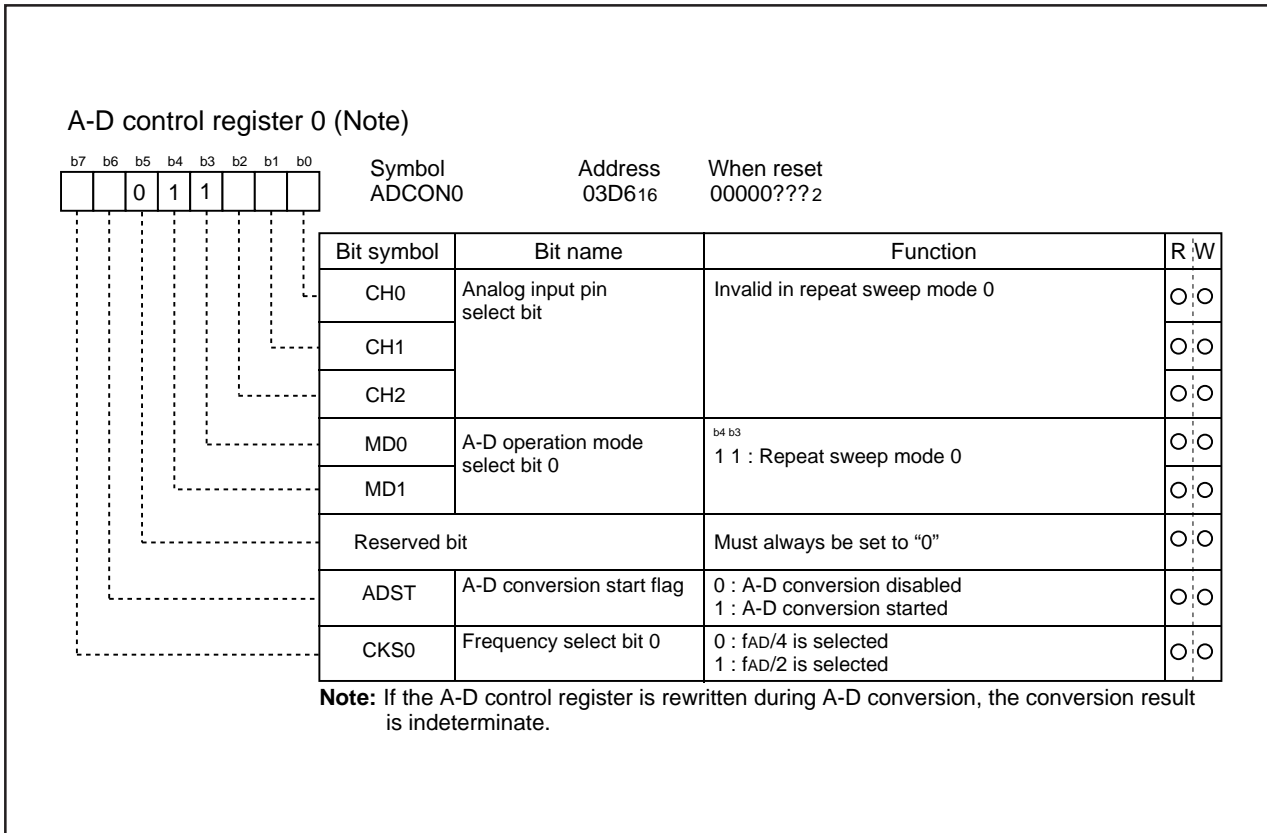 A-D control register 0 (Note)
b7 b6 b5 b4 b3 b2 b1 b0
0 1 1
Symbol Address When reset
ADCON0 03D616 00000???2
Bit symbol Bit name Function R W
CH0 Analog input pin select bit Invalid in repeat sweep mode 0
CH1
CH2
MD0 A-D operation mode select bit 0
b4 b3
1 1 : Repeat sweep mode 0
MD1
Reserved bit Must always be set to “0”
ADST A-D conversion start flag 0 : A-D conversion disabled
1 : A-D conversion started
CKS0 Frequency select bit 0 0 : fAD/4 is selected
1 : fAD/2 is selected
Note: If the A-D control register is rewritten during A-D conversion, the conversion result
is indeterminate.